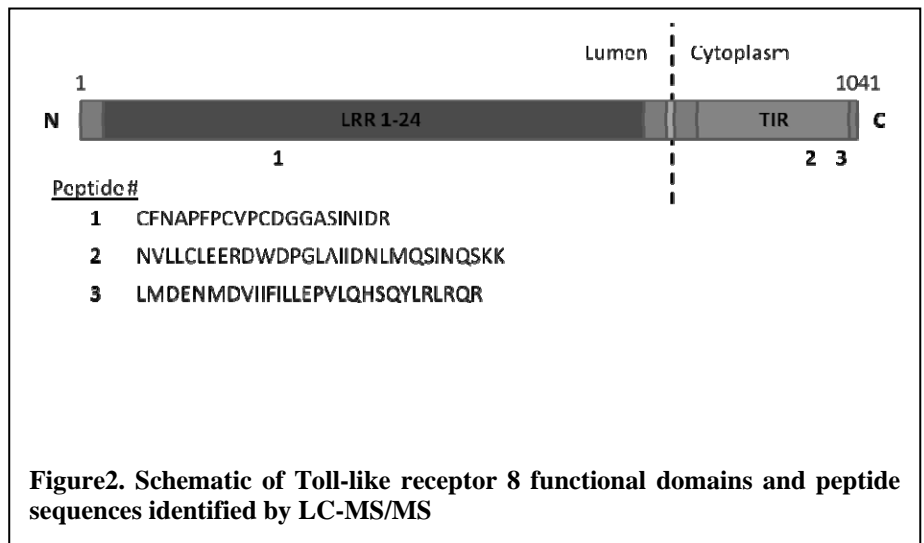 Lumen Cytoplasm
1 1041
N LRR 1-24 TIR C
1 2 3
Peptide #
1 CFNAPFPCVPCDGGASINIDR
2 NVLLCLEERDWDPGLAIIDNLMQSINQSKK
3 LMDENMDVIIFILLEPVLQHSQYLRLRQR
Figure2. Schematic of Toll-like receptor 8 functional domains and peptide
sequences identified by LC-MS/MS